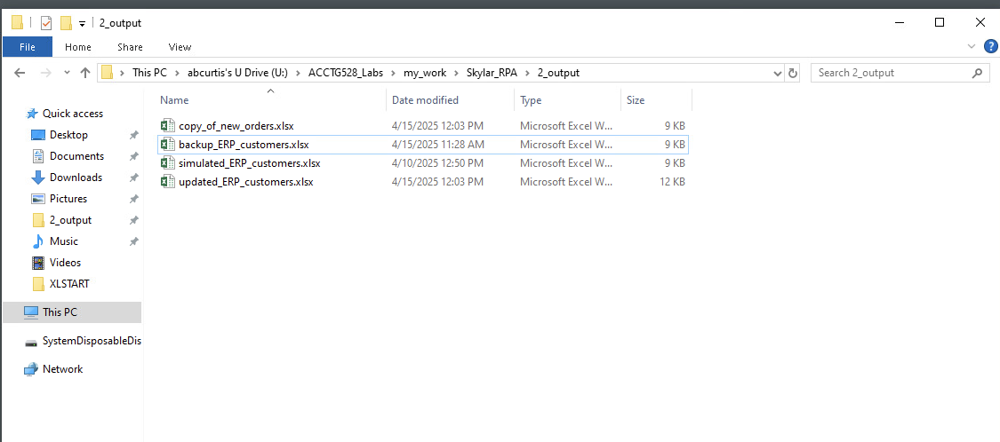 2_output
File Home Share View
This PC abcurtis's U Drive (U:) ACCTG528_Labs my_work Skylar_RPA 2_output Search 2_output
Name Date modified Type Size
Quick access
Desktop
Documents
Downloads
Pictures
2_output
Music
Videos
XLSTART
This PC
SystemDisposableDis
Network
copy_of_new_orders.xlsx 4/15/2025 12:03 PM Microsoft Excel W... 9 KB
backup_ERP_customers.xlsx 4/15/2025 11:28 AM Microsoft Excel W... 9 KB
simulated_ERP_customers.xlsx 4/10/2025 12:50 PM Microsoft Excel W... 9 KB
updated_ERP_customers.xlsx 4/15/2025 12:03 PM Microsoft Excel W... 12 KB